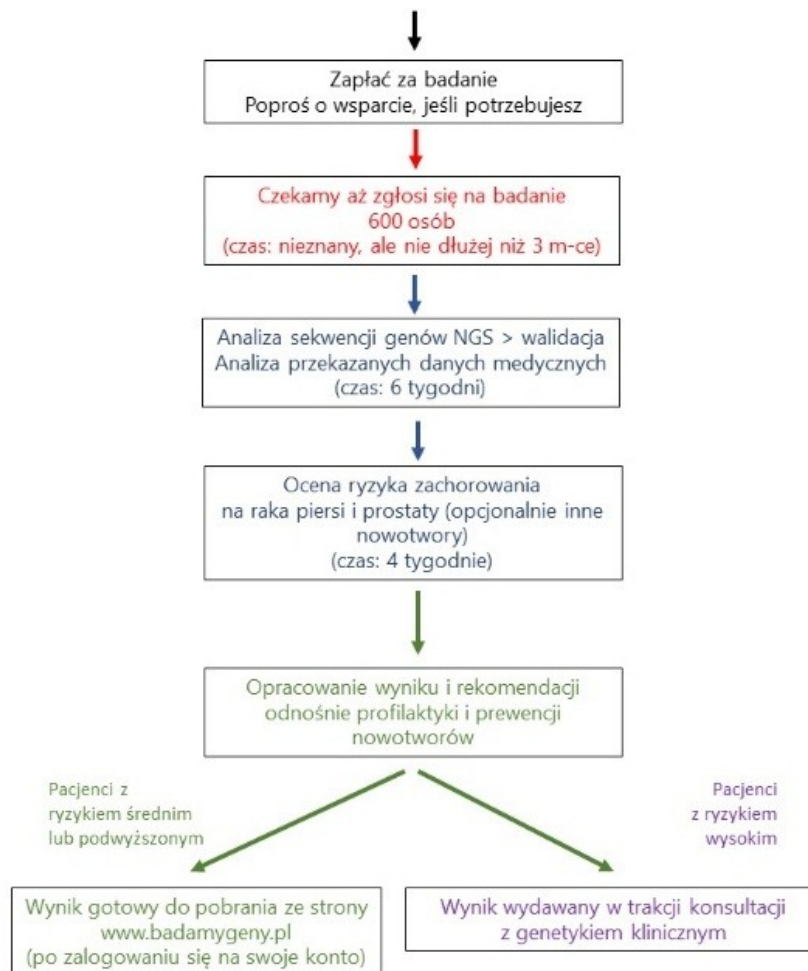 Zapłać za badanie
Poproś o wsparcie, jeśli potrzebujesz
Czekamy aż zgłosi się na badanie
600 osób
(czas: nieznany, ale nie dłużej niż 3 m-ce)
Analiza sekwencji genów NGS > walidacja
Analiza przekazanych danych medycznych
(czas: 6 tygodni)
Ocena ryzyka zachorowania
na raka piersi i prostaty (opcjonalnie inne
nowotwory)
(czas: 4 tygodnie)
Opracowanie wyniku i rekomendacji
odnośnie profilaktyki i prewencji
nowotworów
Pacjenci z
ryzykiem średnim
lub podwyższonym
Pacjenci
z ryzykiem
wysokim
Wynik gotowy do pobrania ze strony
www.badamygeny.pl
(po zalogowaniu się na swoje konto)
Wynik wydawany w trakcji konsultacji
z genetykiem klinicznym